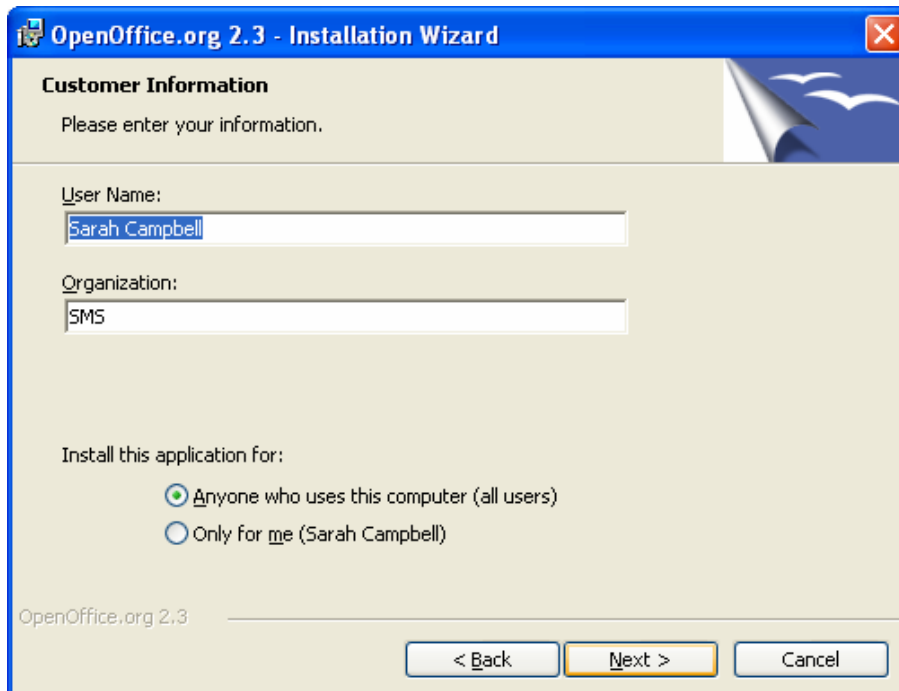 OpenOffice.org 2.3 - Installation Wizard
Customer Information
Please enter your information.
User Name:
Sarah Campbell
Organization:
SMS
Install this application for:
Anyone who uses this computer (all users)
Only for me (Sarah Campbell)
OpenOffice.org 2.3
< Back Next > Cancel